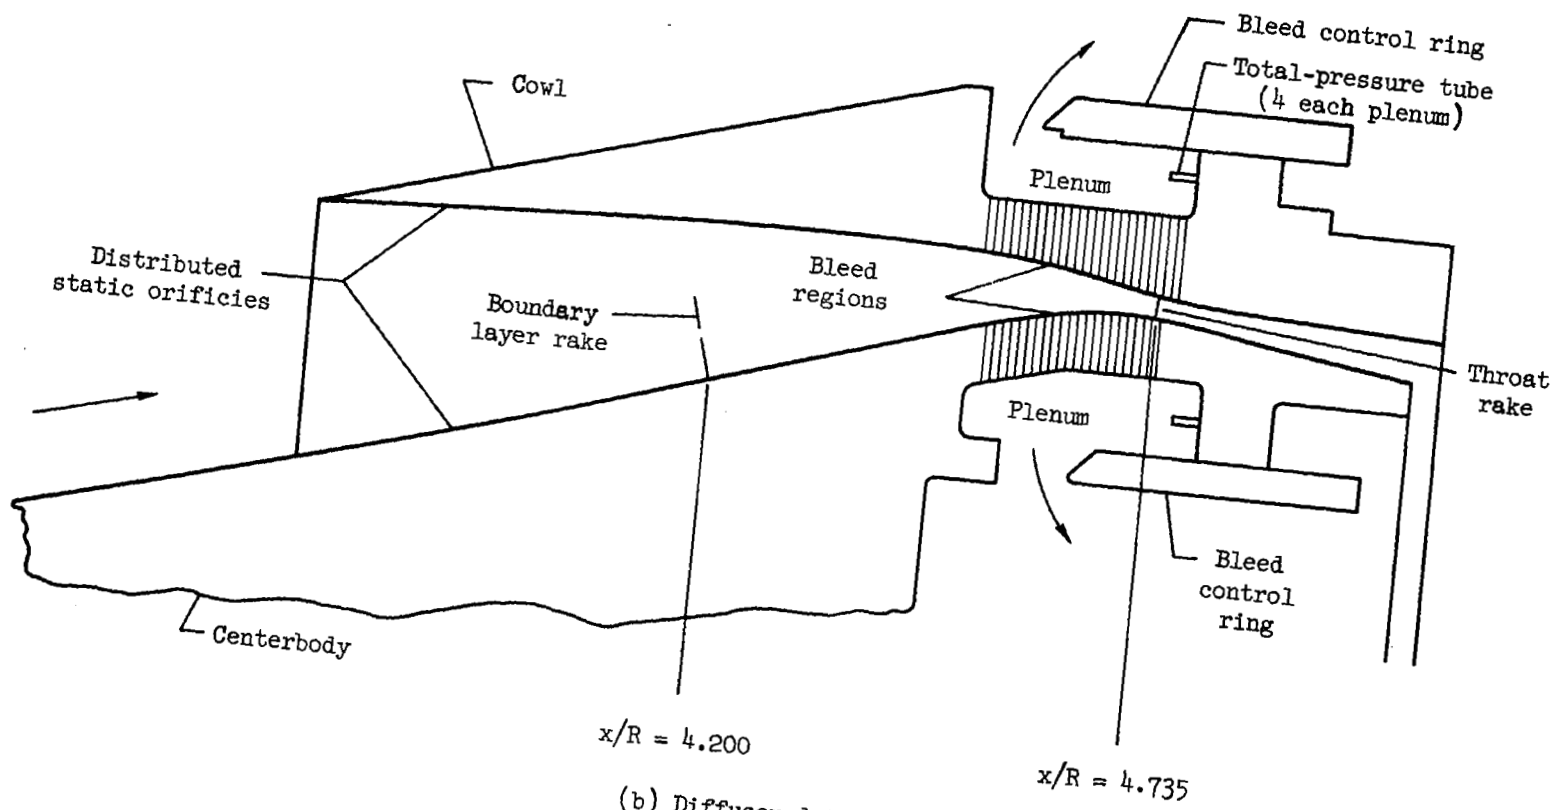 Bleed control ring
Total-pressure tube
(4 each plenum)
Cowl
Plenum
Distributed
static orificies
Bleed
regions
Boundary
layer rake
Throat
rake
Plenum
Bleed
control
ring
Centerbody
x/R = 4.200
x/R = 4.735
(b) Diffuser